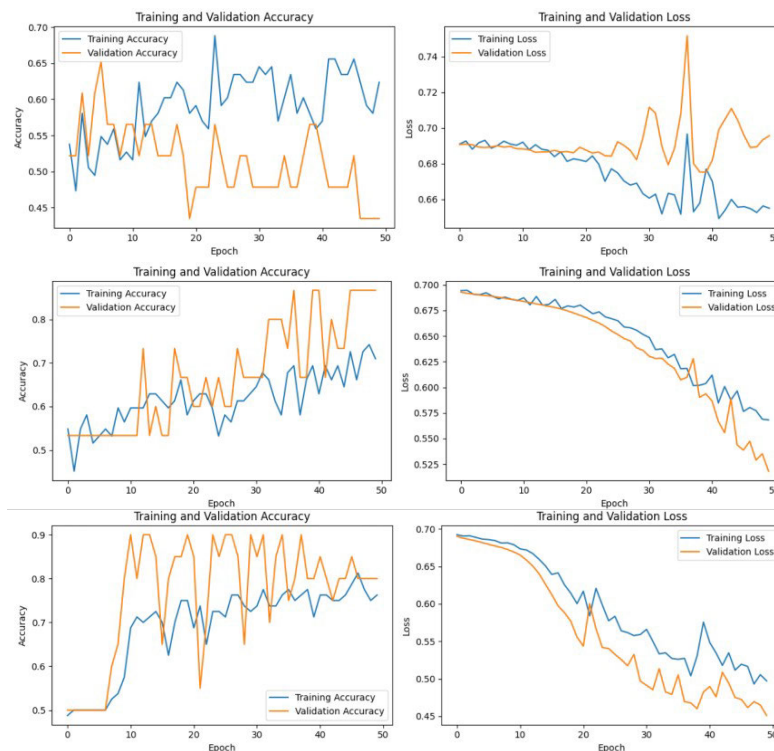 Training and Validation Accuracy
Training Accuracy
Validation Accuracy
Accuracy
0.70
0.65
0.60
0.55
0.50
0.45
0 10 20 30 40 50
Epoch
Training and Validation Loss
Training Loss
Validation Loss
Loss
0.74
0.72
0.70
0.68
0.66
0 10 20 30 40 50
Epoch
Training and Validation Accuracy
Training Accuracy
Validation Accuracy
Accuracy
0.8
0.7
0.6
0.5
0 10 20 30 40 50
Epoch
Training and Validation Loss
Training Loss
Validation Loss
Loss
0.700
0.675
0.650
0.625
0.600
0.575
0.550
0.525
0 10 20 30 40 50
Epoch
Training and Validation Accuracy
0.9
0.8
0.7
0.6
0.5
Accuracy
Training Accuracy
Validation Accuracy
0 10 20 30 40 50
Epoch
Training and Validation Loss
Training Loss
Validation Loss
Loss
0.70
0.65
0.60
0.55
0.50
0.45
0 10 20 30 40 50
Epoch